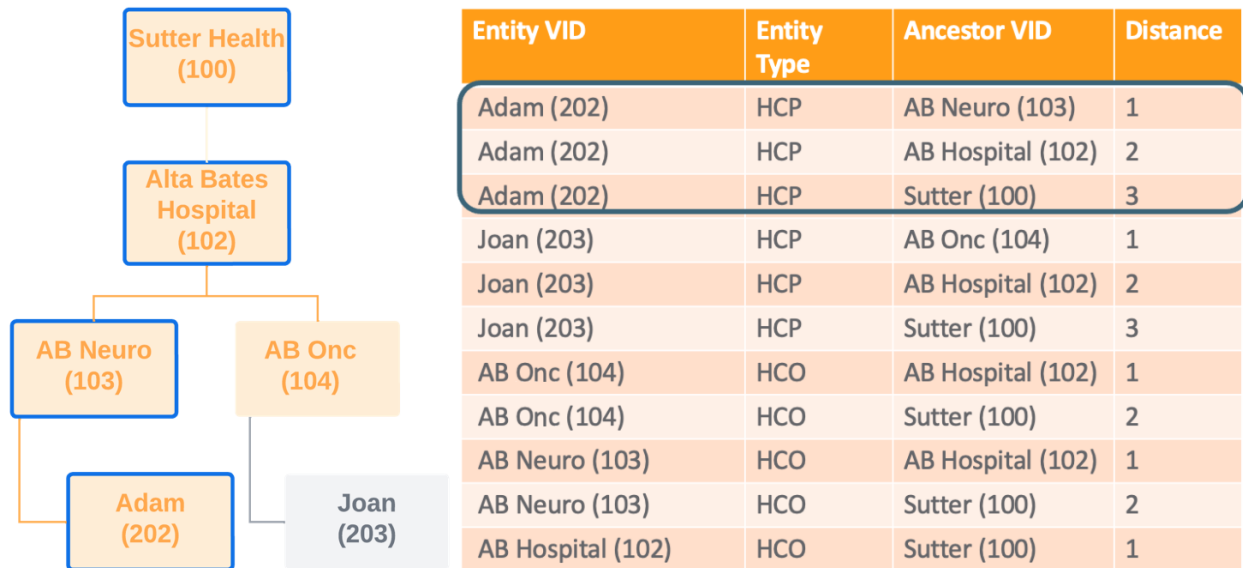 Sutter Health
(100)
Alta Bates
Hospital
(102)
AB Neuro
(103)
AB Onc
(104)
Adam
(202)
Joan
(203)
Entity VID Entity Type Ancestor VID Distance
Adam (202) HCP AB Neuro (103) 1
Adam (202) HCP AB Hospital (102) 2
Adam (202) HCP Sutter (100) 3
Joan (203) HCP AB Onc (104) 1
Joan (203) HCP AB Hospital (102) 2
Joan (203) HCP Sutter (100) 3
AB Onc (104) HCO AB Hospital (102) 1
AB Onc (104) HCO Sutter (100) 2
AB Neuro (103) HCO AB Hospital (102) 1
AB Neuro (103) HCO Sutter (100) 2
AB Hospital (102) HCO Sutter (100) 1